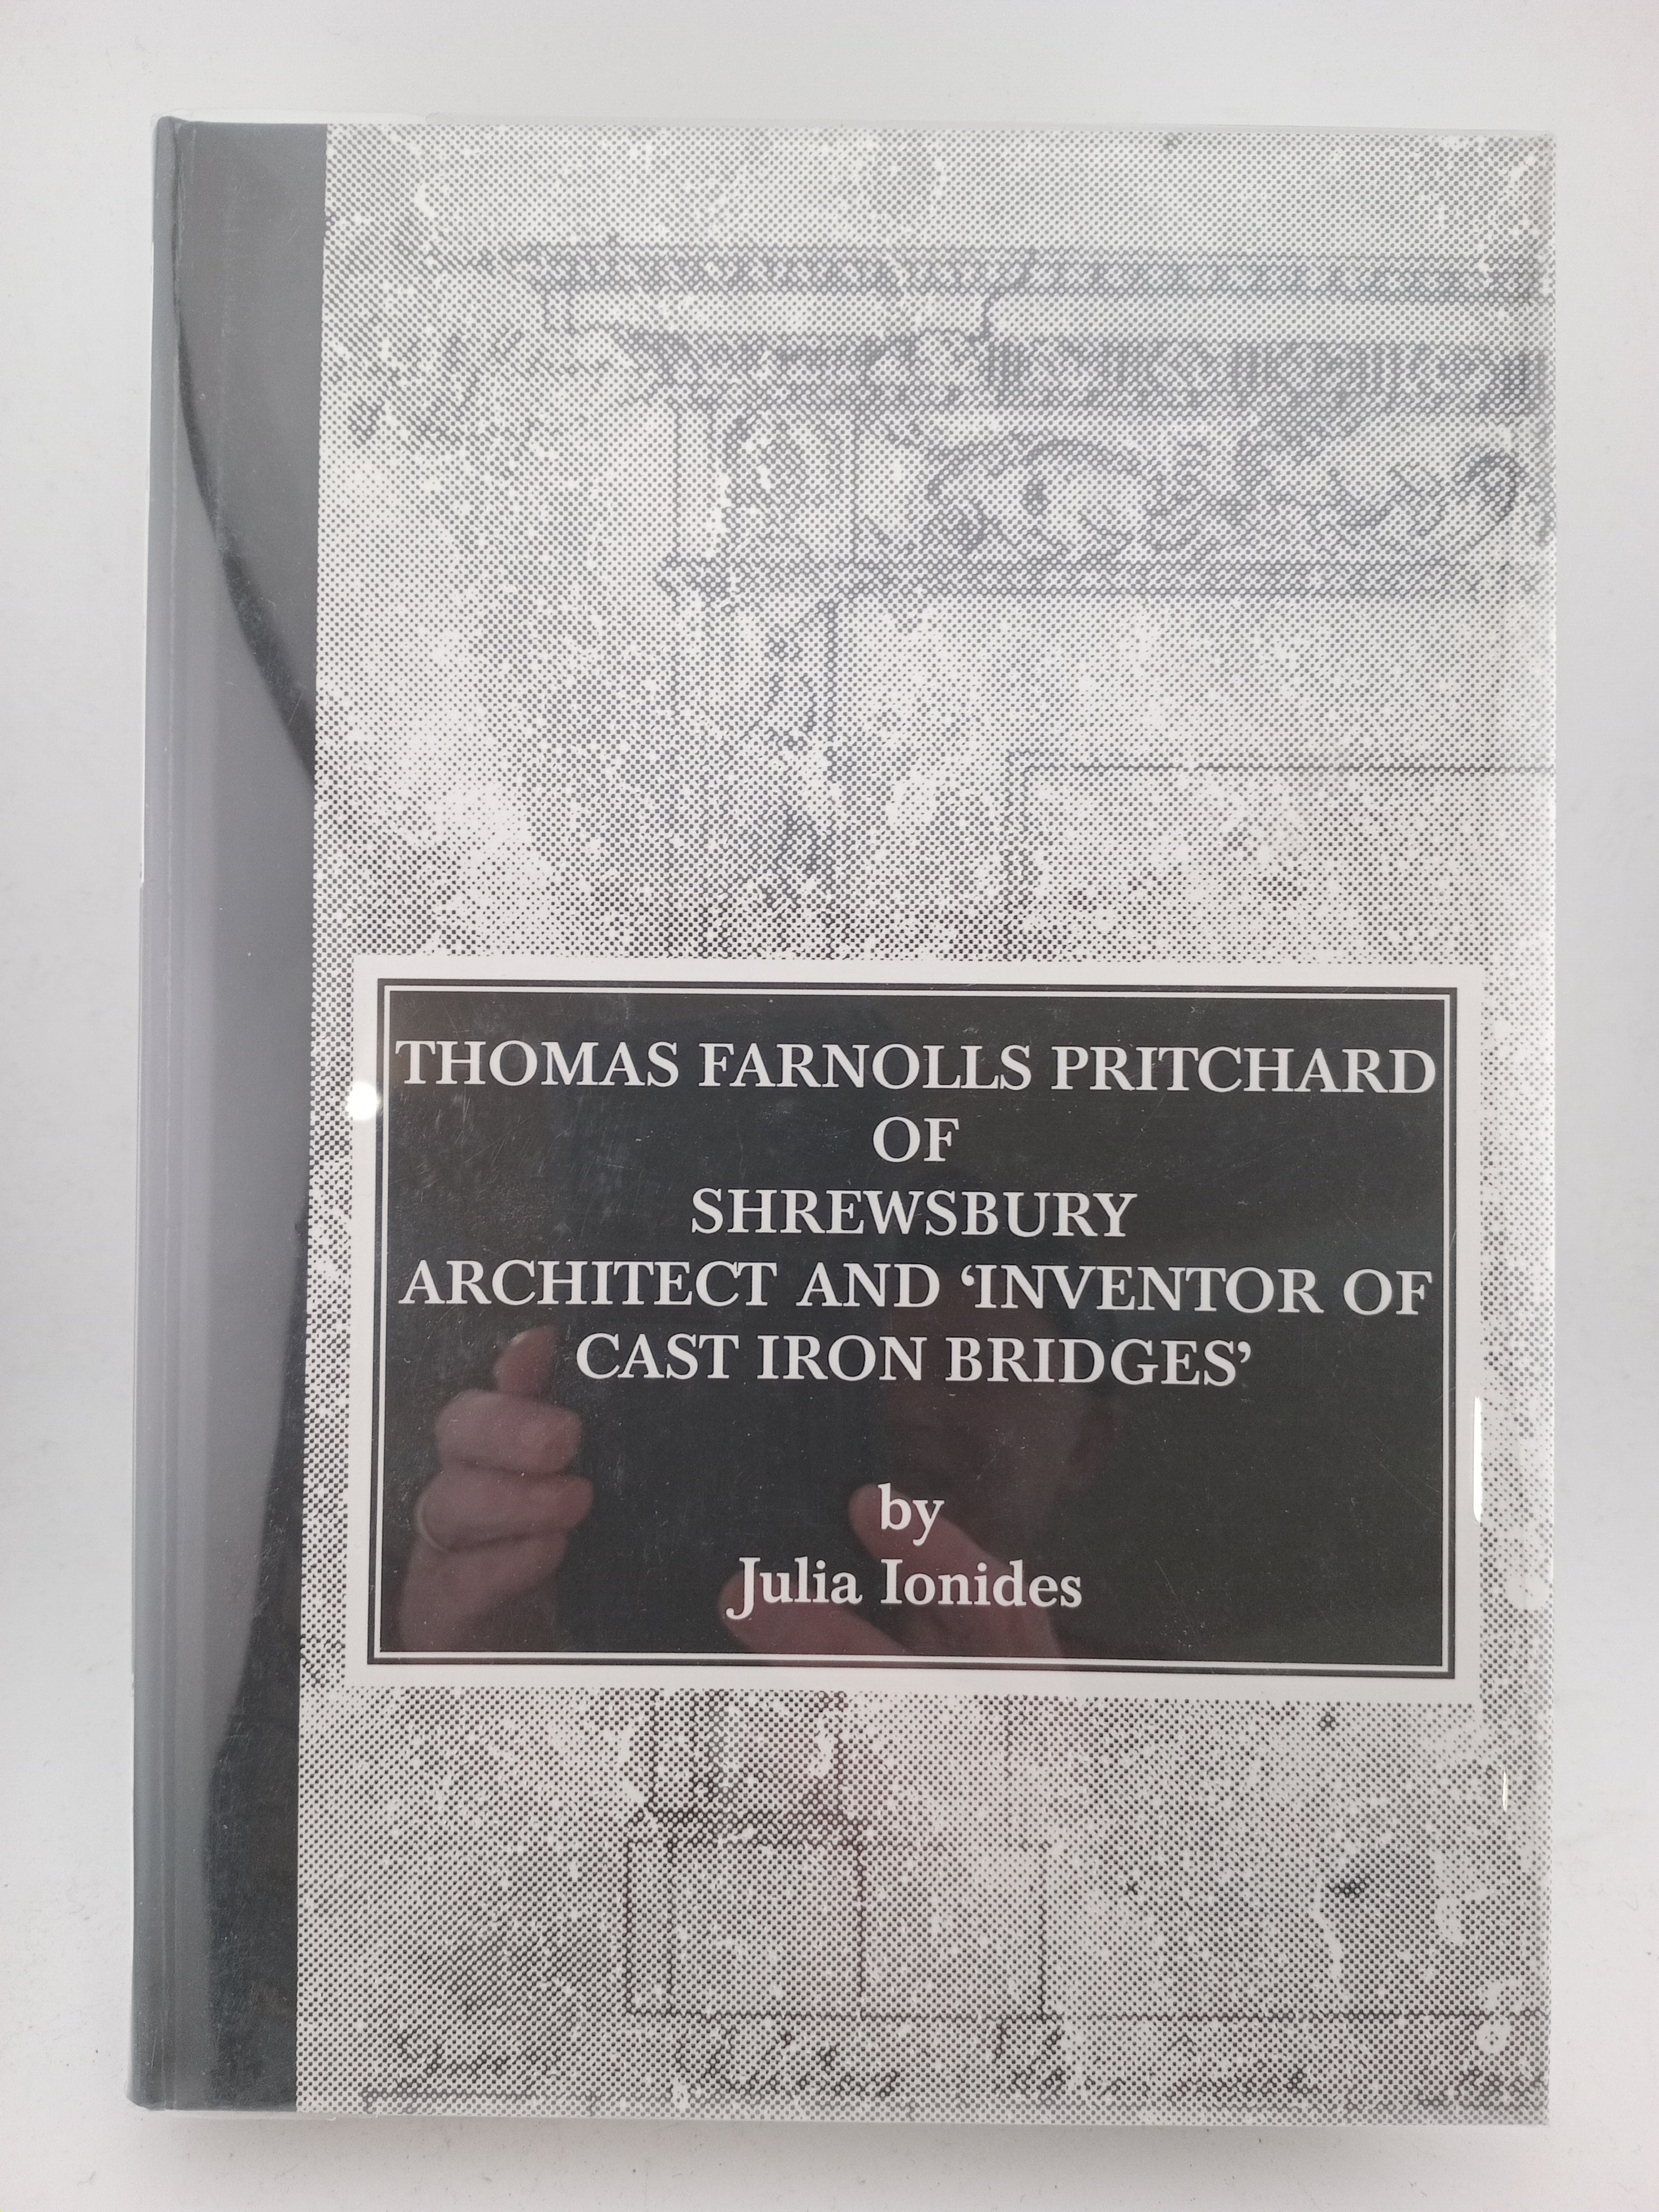 THOMAS FARNOLLS PRITCHARD
OF
SHREWSBURY
ARCHITECT AND ‘INVENTOR OF
CAST IRON BRIDGES’
by
Julia Ionides